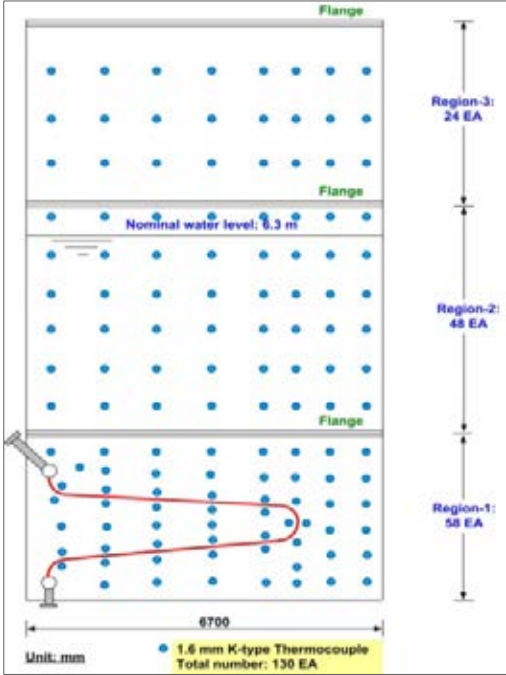 Flange
Region-3:
24 EA
Flange
Nominal water level: 6.3 m
Region-2:
48 EA
Flange
Region-1:
58 EA
6700
Unit: mm
1.6 mm K-type Thermocouple
Total number: 130 EA